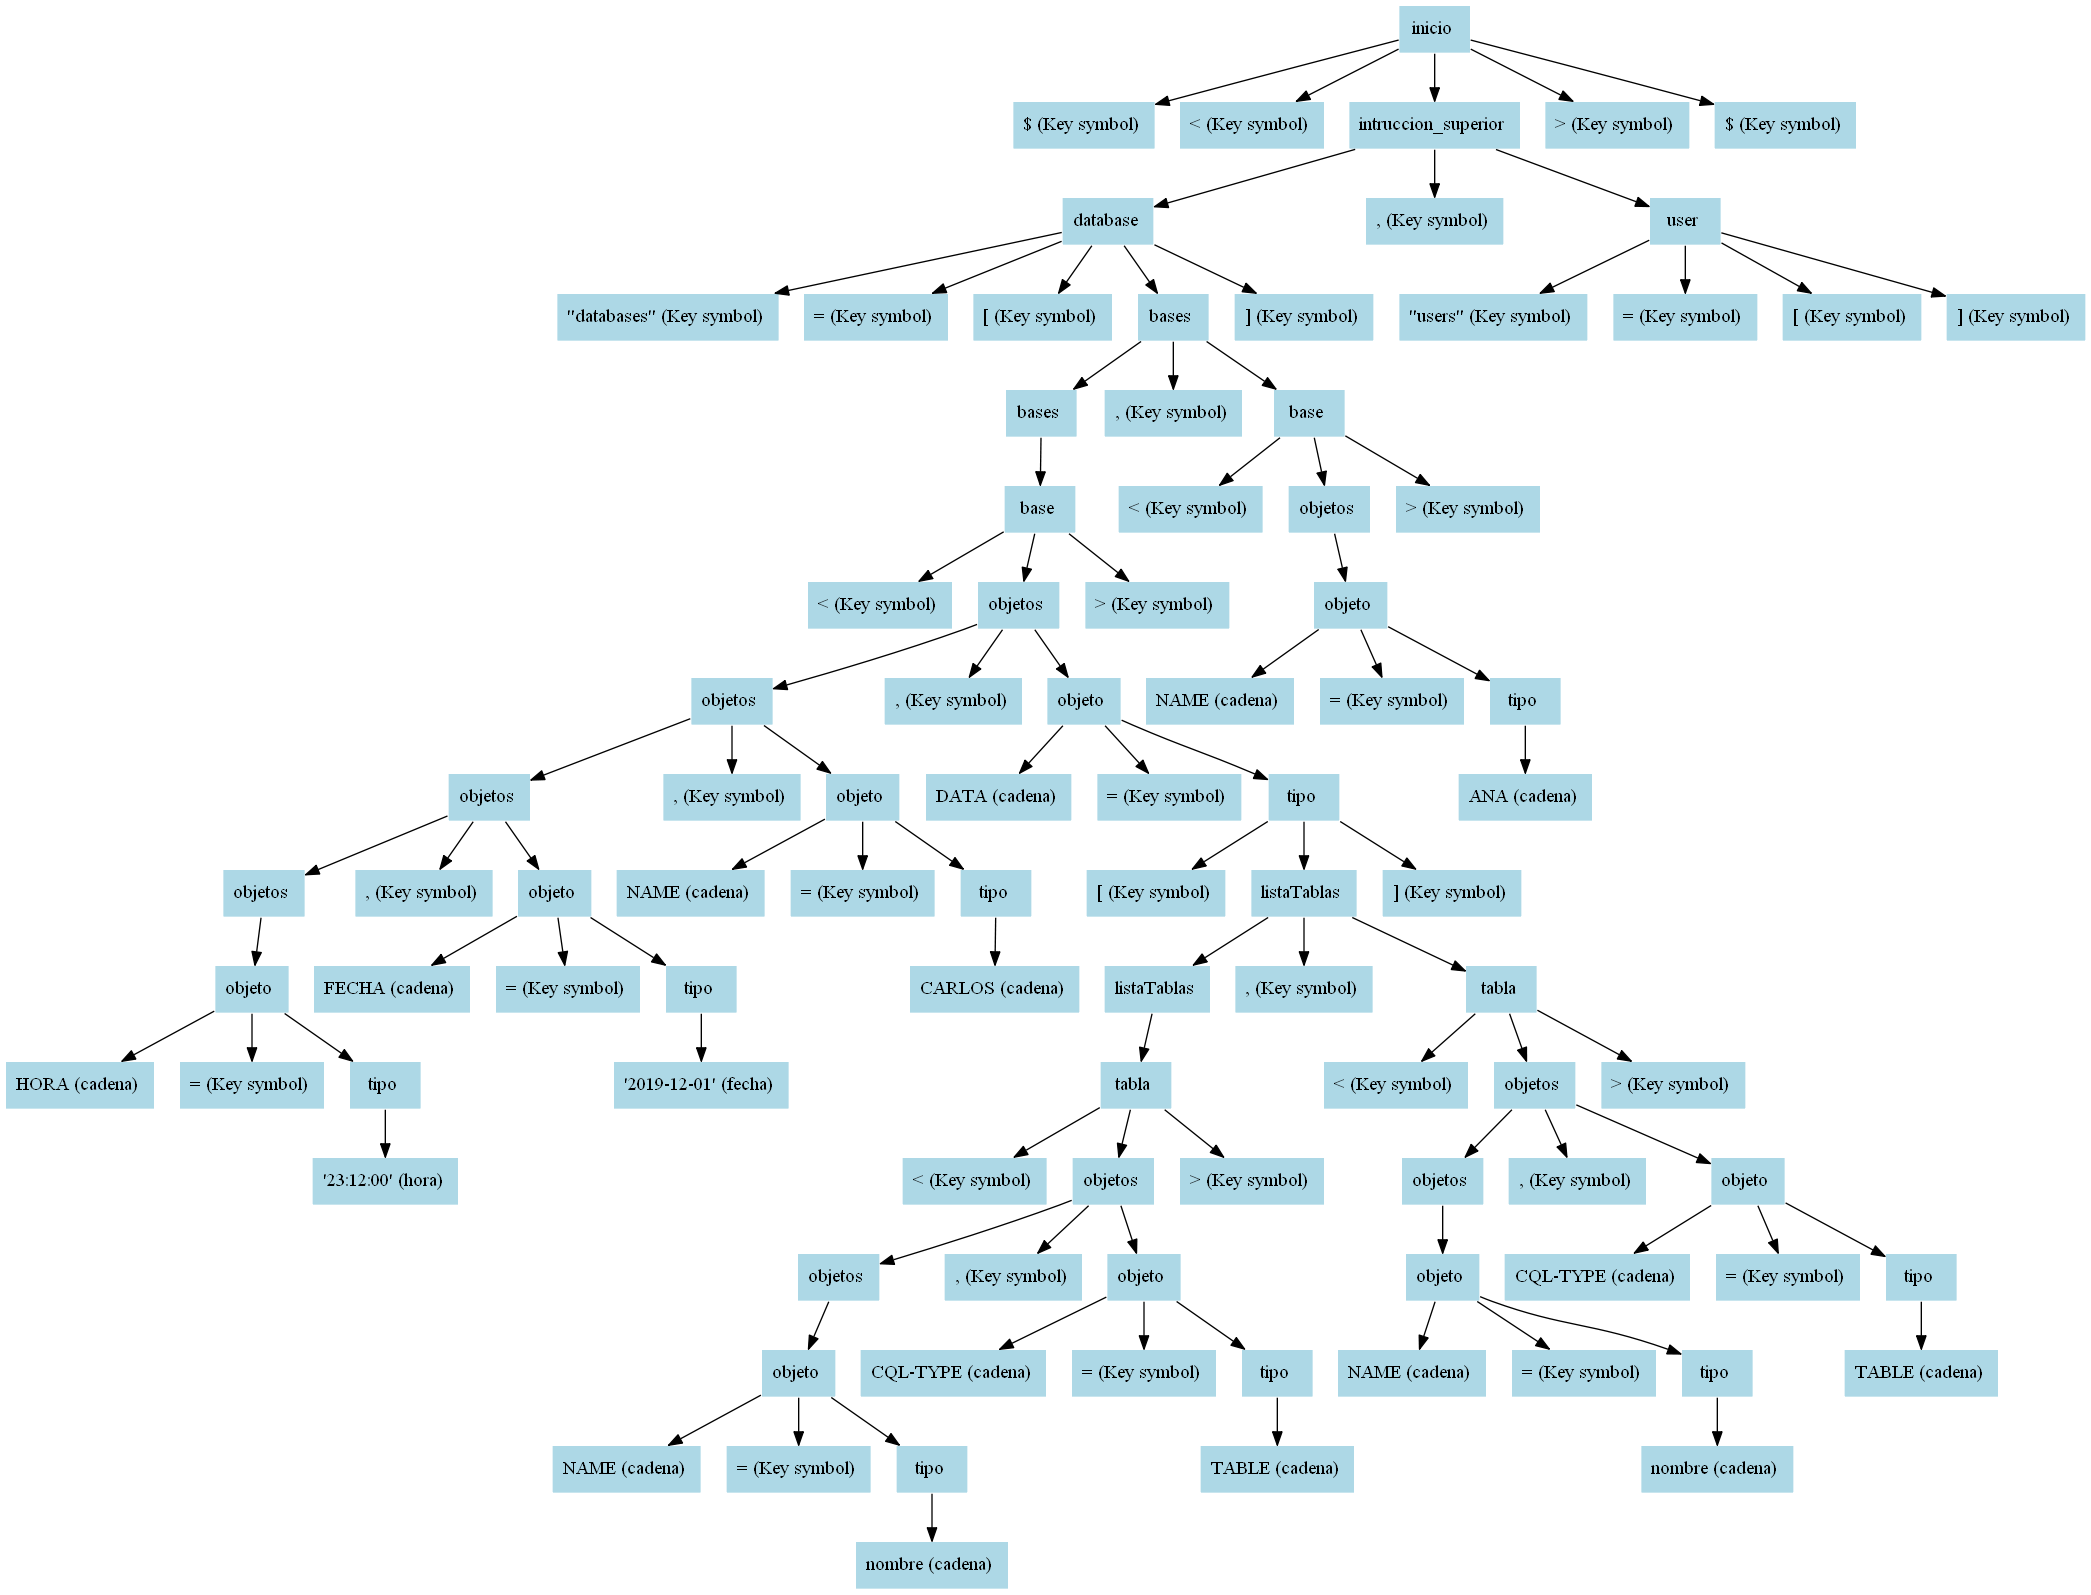 inicio
$ (Key symbol)
< (Key symbol)
intruccion_superior
> (Key symbol)
$ (Key symbol)
database
, (Key symbol)
user
"databases" (Key symbol)
= (Key symbol)
[ (Key symbol)
bases
] (Key symbol)
"users" (Key symbol)
= (Key symbol)
[ (Key symbol)
] (Key symbol)
bases
, (Key symbol)
base
base
< (Key symbol)
objetos
> (Key symbol)
< (Key symbol)
objetos
> (Key symbol)
objeto
objetos
, (Key symbol)
objeto
NAME (cadena)
= (Key symbol)
tipo
objetos
, (Key symbol)
objeto
DATA (cadena)
= (Key symbol)
tipo
ANA (cadena)
objetos
, (Key symbol)
objeto
NAME (cadena)
= (Key symbol)
tipo
[ (Key symbol)
listaTablas
] (Key symbol)
objeto
FECHA (cadena)
= (Key symbol)
tipo
CARLOS (cadena)
listaTablas
, (Key symbol)
tabla
HORA (cadena)
= (Key symbol)
tipo
'2019-12-01' (fecha)
tabla
< (Key symbol)
objetos
> (Key symbol)
'23:12:00' (hora)
< (Key symbol)
objetos
> (Key symbol)
objetos
, (Key symbol)
objeto
objetos
, (Key symbol)
objeto
objeto
CQL-TYPE (cadena)
= (Key symbol)
tipo
objeto
CQL-TYPE (cadena)
= (Key symbol)
tipo
NAME (cadena)
= (Key symbol)
tipo
TABLE (cadena)
NAME (cadena)
= (Key symbol)
tipo
TABLE (cadena)
nombre (cadena)
nombre (cadena)